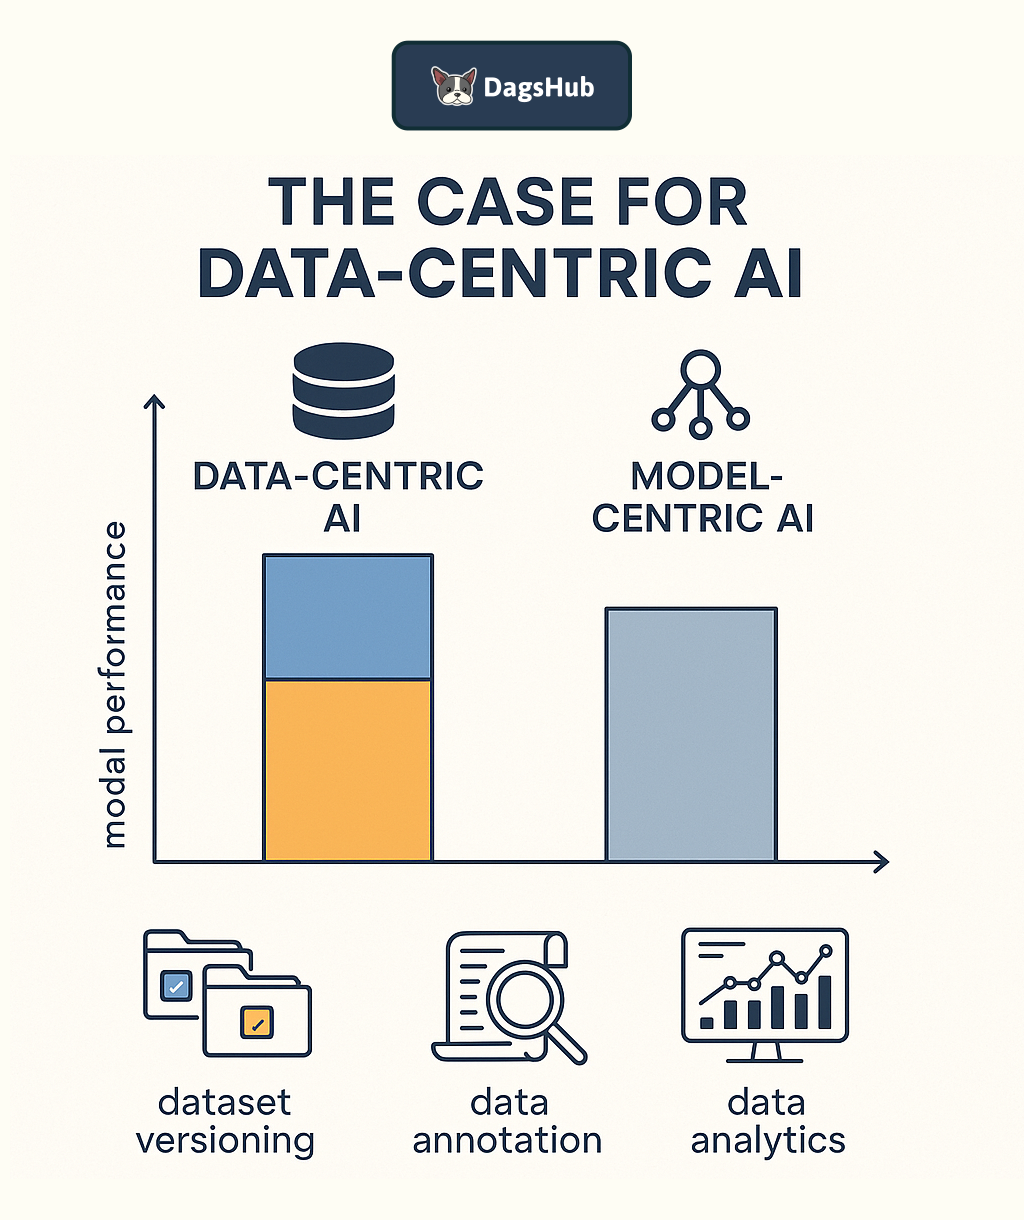 DagsHub
THE CASE FOR
DATA-CENTRIC AI
DATA-CENTRIC
AI
MODEL-
CENTRIC AI
modal performance
dataset
versioning
data
annotation
data
analytics